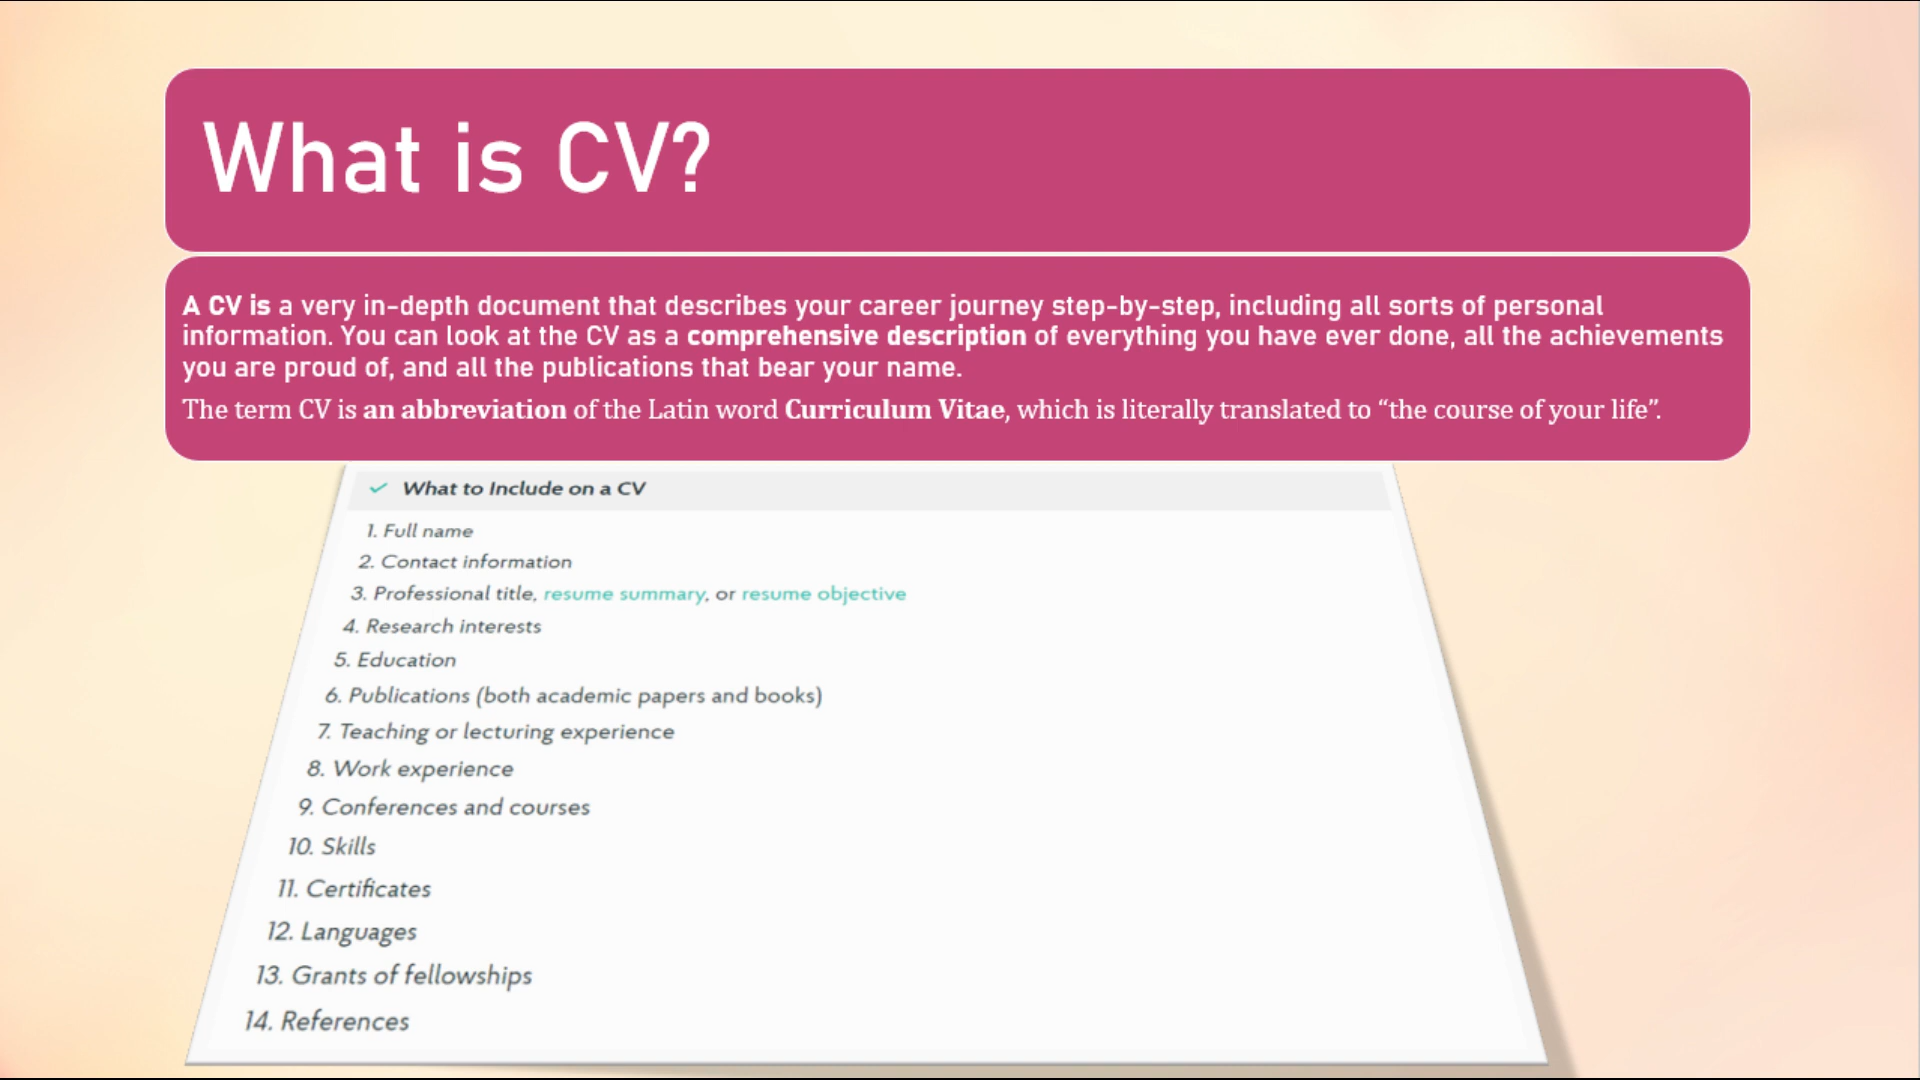 What is CV?
A CV is a very in-depth document that describes your career journey step-by-step, including all sorts of personal
information. You can look at the CV as a comprehensive description of everything you have ever done, all the achievements
you are proud of, and all the publications that bear your name.
The term CV is an abbreviation of the Latin word Curriculum Vitae, which is literally translated to “the course of your life”.
✓ What to Include on a CV
1. Full name
2. Contact information
3. Professional title, resume summary, or resume objective
4. Research interests
5. Education
6. Publications (both academic papers and books)
7. Teaching or lecturing experience
8. Work experience
9. Conferences and courses
10. Skills
11. Certificates
12. Languages
13. Grants of fellowships
14. References